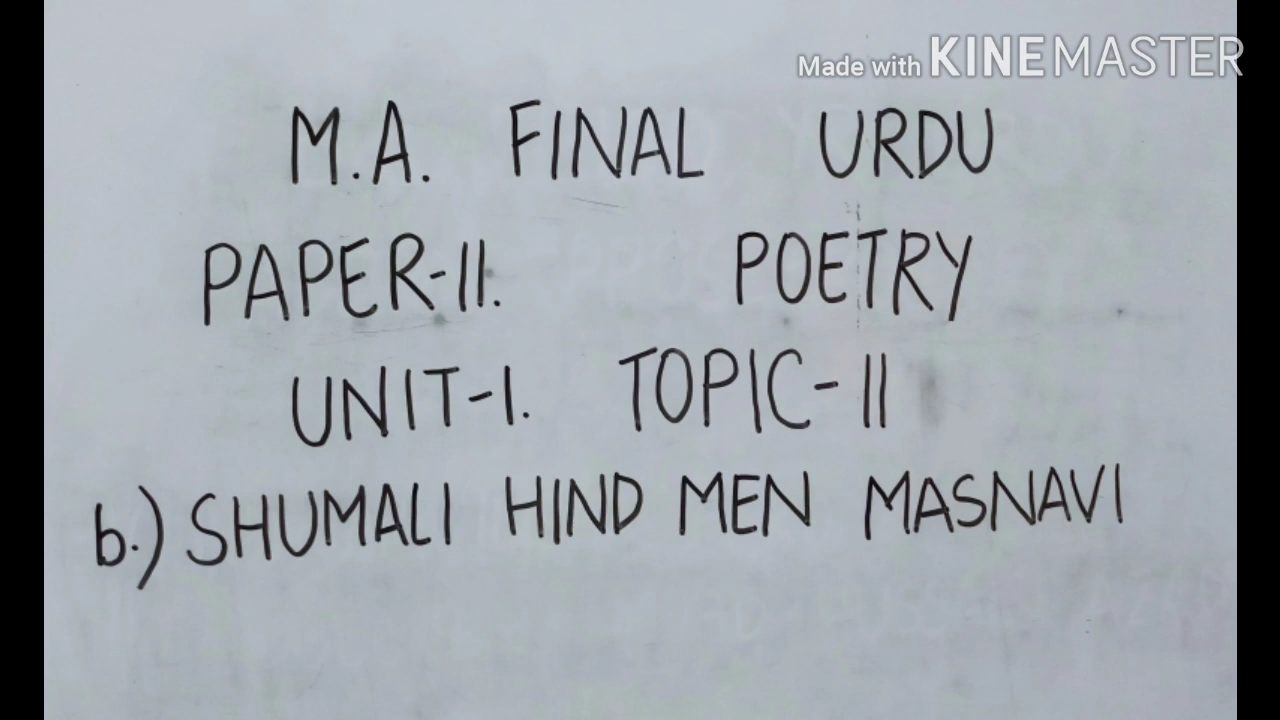 Made with KINEMASTER
M.A. FINAL URDU
PAPER-II. POETRY
UNIT-I. TOPIC-II
b.) SHUMALI HIND MEN MASNAVI